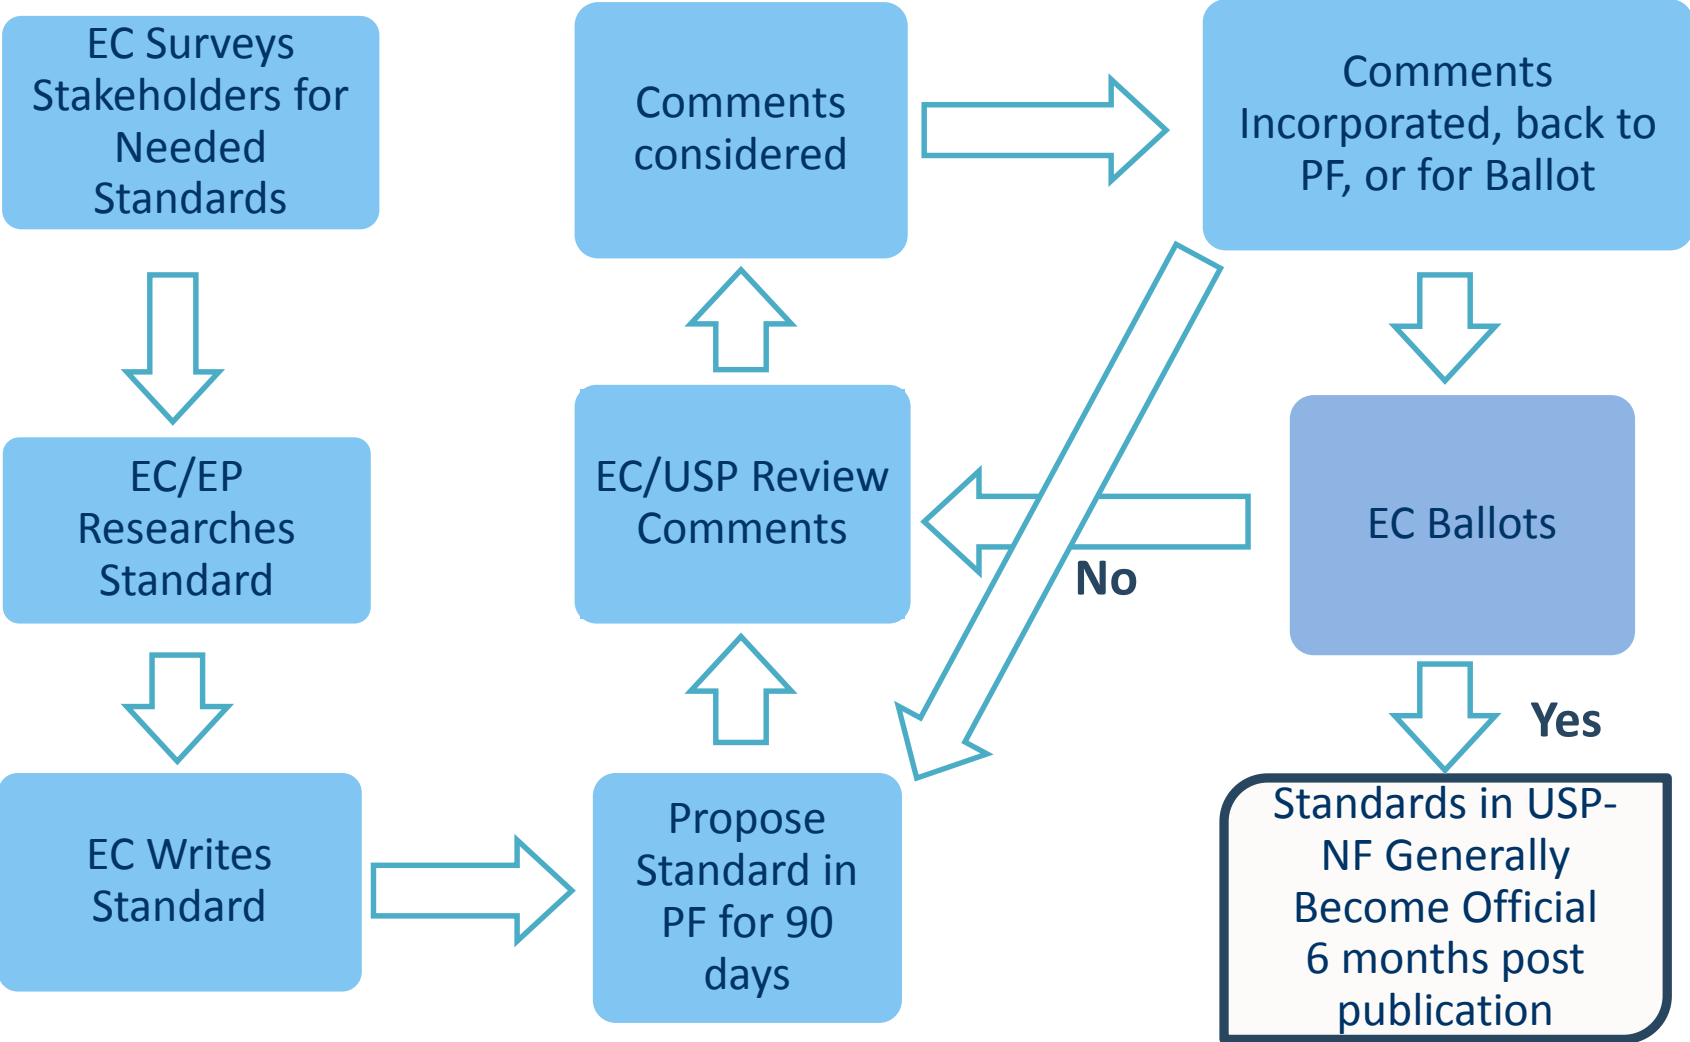 EC Surveys
Stakeholders for
Needed
Standards
EC/EP
Researches
Standard
EC Writes
Standard
Propose
Standard in
PF for 90
days
EC/USP Review
Comments
Comments
considered
Comments
Incorporated, back to
PF, or for Ballot
EC Ballots
No
Yes
Standards in USP-
NF Generally
Become Official
6 months post
publication